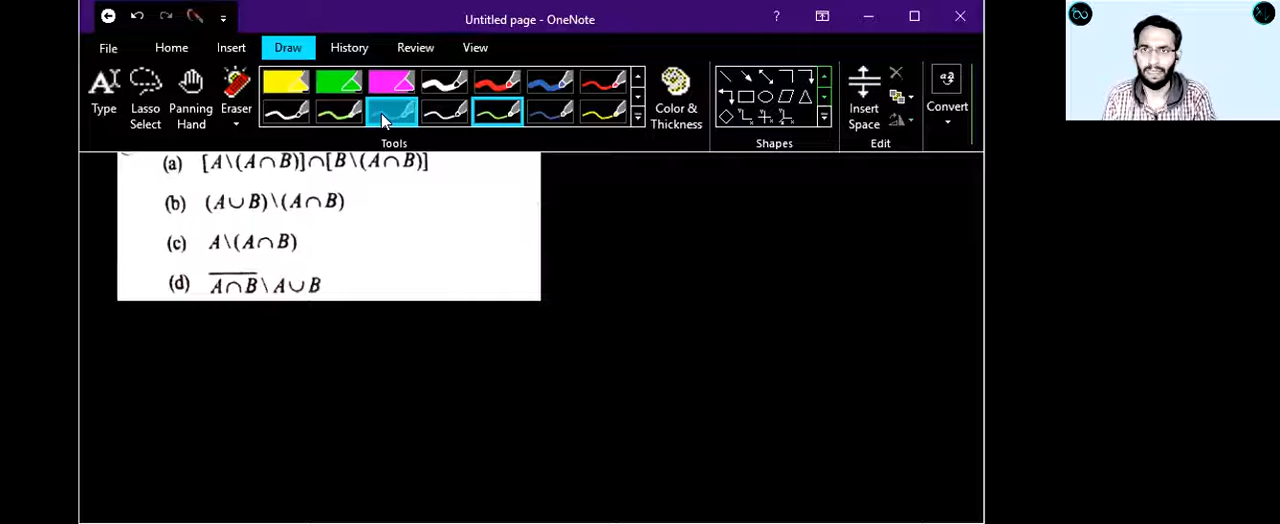 Untitled page - OneNote
?
File Home Insert Draw History Review View
Type
Lasso Select
Panning Hand
Eraser
Color & Thickness
Insert Space
Convert
Tools
Shapes
Edit
(a) [A\(A∩B)]∩[B\(A∩B)]
(b) (A∪B)\(A∩B)
(c) A\(A∩B)
(d) \overline{A∩B}\A∪B